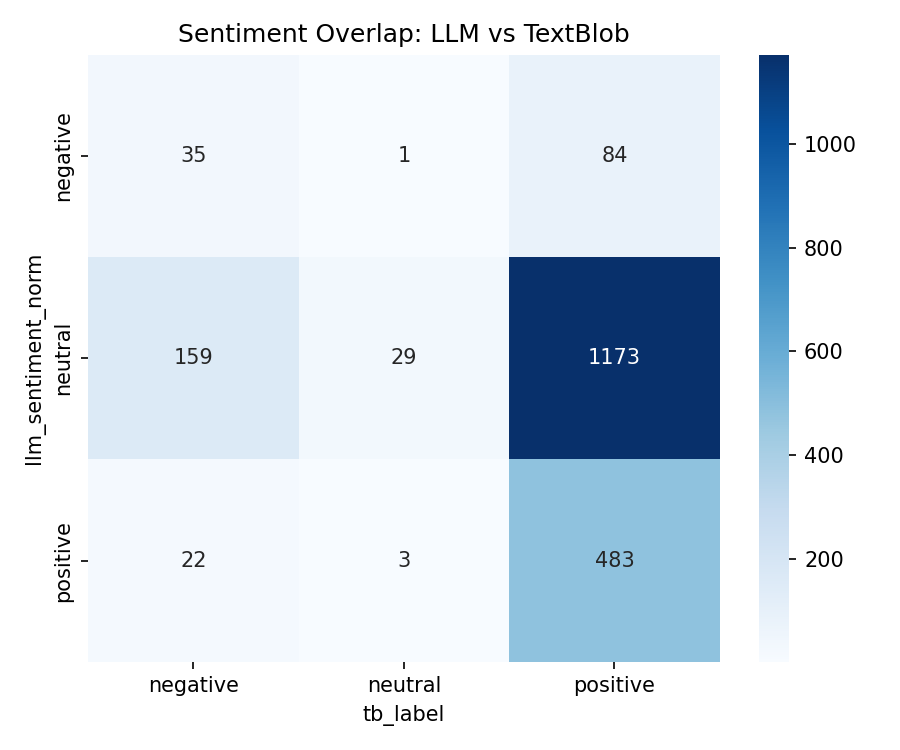 Sentiment Overlap: LLM vs TextBlob
llm_sentiment_norm
negative
35 1 84
neutral
159 29 1173
positive
22 3 483
negative neutral positive
tb_label
1000
800
600
400
200